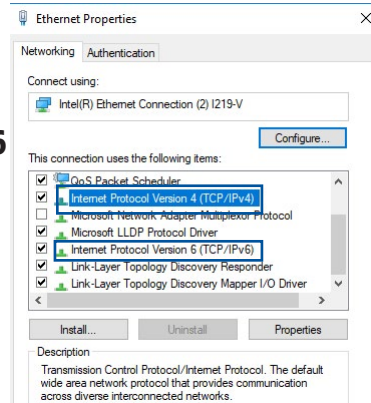 Ethernet Properties
Networking
Authentication
Connect using:
Intel(R) Ethernet Connection (2) I219-V
6
Configure...
This connection uses the following items:
QoS Packet Scheduler
Internet Protocol Version 4 (TCP/IPv4)
Microsoft Network Adapter Multiplexor Protocol
Microsoft LLDP Protocol Driver
Internet Protocol Version 6 (TCP/IPv6)
Link-Layer Topology Discovery Responder
Link-Layer Topology Discovery Mapper I/O Driver
Install...
Uninstall
Properties
Description
Transmission Control Protocol/Internet Protocol. The default
wide area network protocol that provides communication
across diverse interconnected networks.